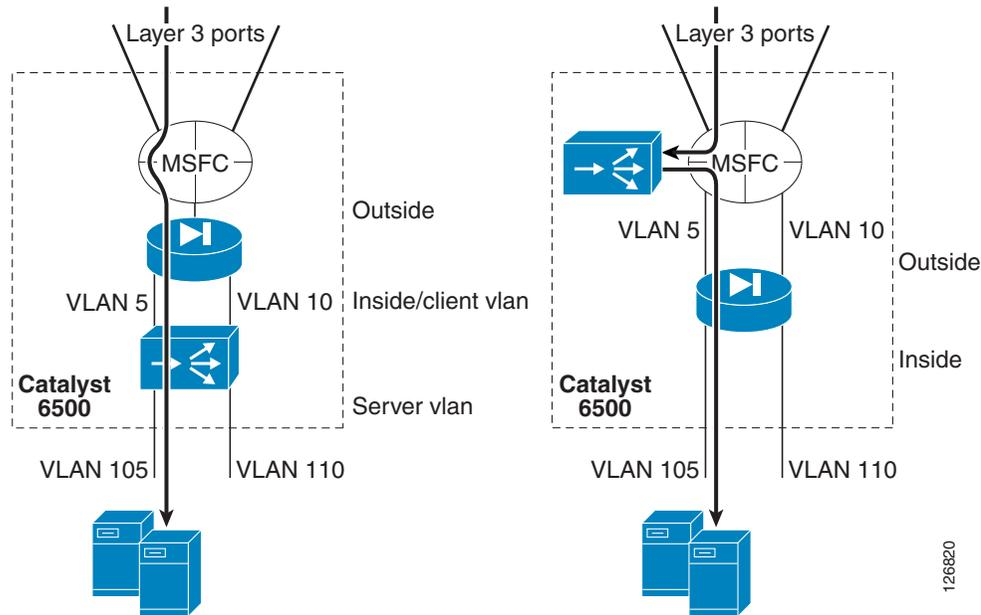 Layer 3 ports
MSFC
Outside
VLAN 5
VLAN 10
Inside/client vlan
Catalyst
6500
Server vlan
VLAN 105
VLAN 110
Layer 3 ports
MSFC
VLAN 5
VLAN 10
Outside
Inside
Catalyst
6500
VLAN 105
VLAN 110
126820